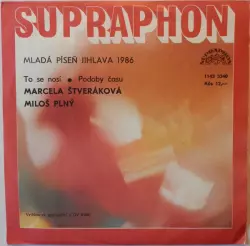 SUPRAPHON
MLADÁ PÍSEŇ JIHLAVA 1986
To se nosí • Podoby času
MARCELA ŠTVERÁKOVÁ
MILOŠ PLNÝ